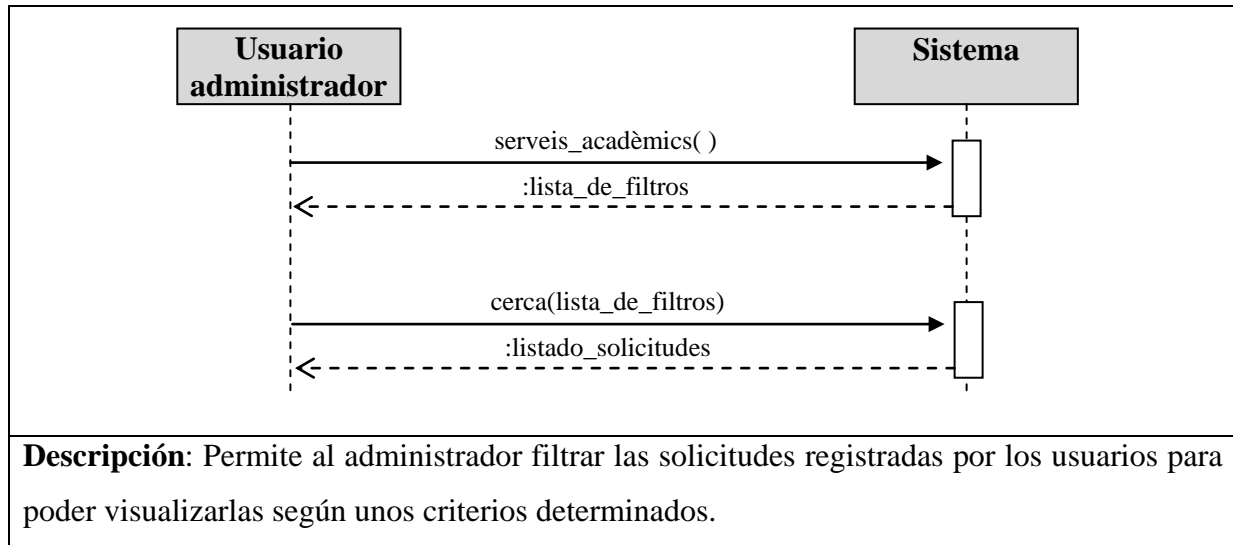 Usuario
administrador
Sistema
serveis_acadèmics( )
:lista_de_filtros
cerca(lista_de_filtros)
:listado_solicitudes
Descripción: Permite al administrador filtrar las solicitudes registradas por los usuarios para
poder visualizarlas según unos criterios determinados.